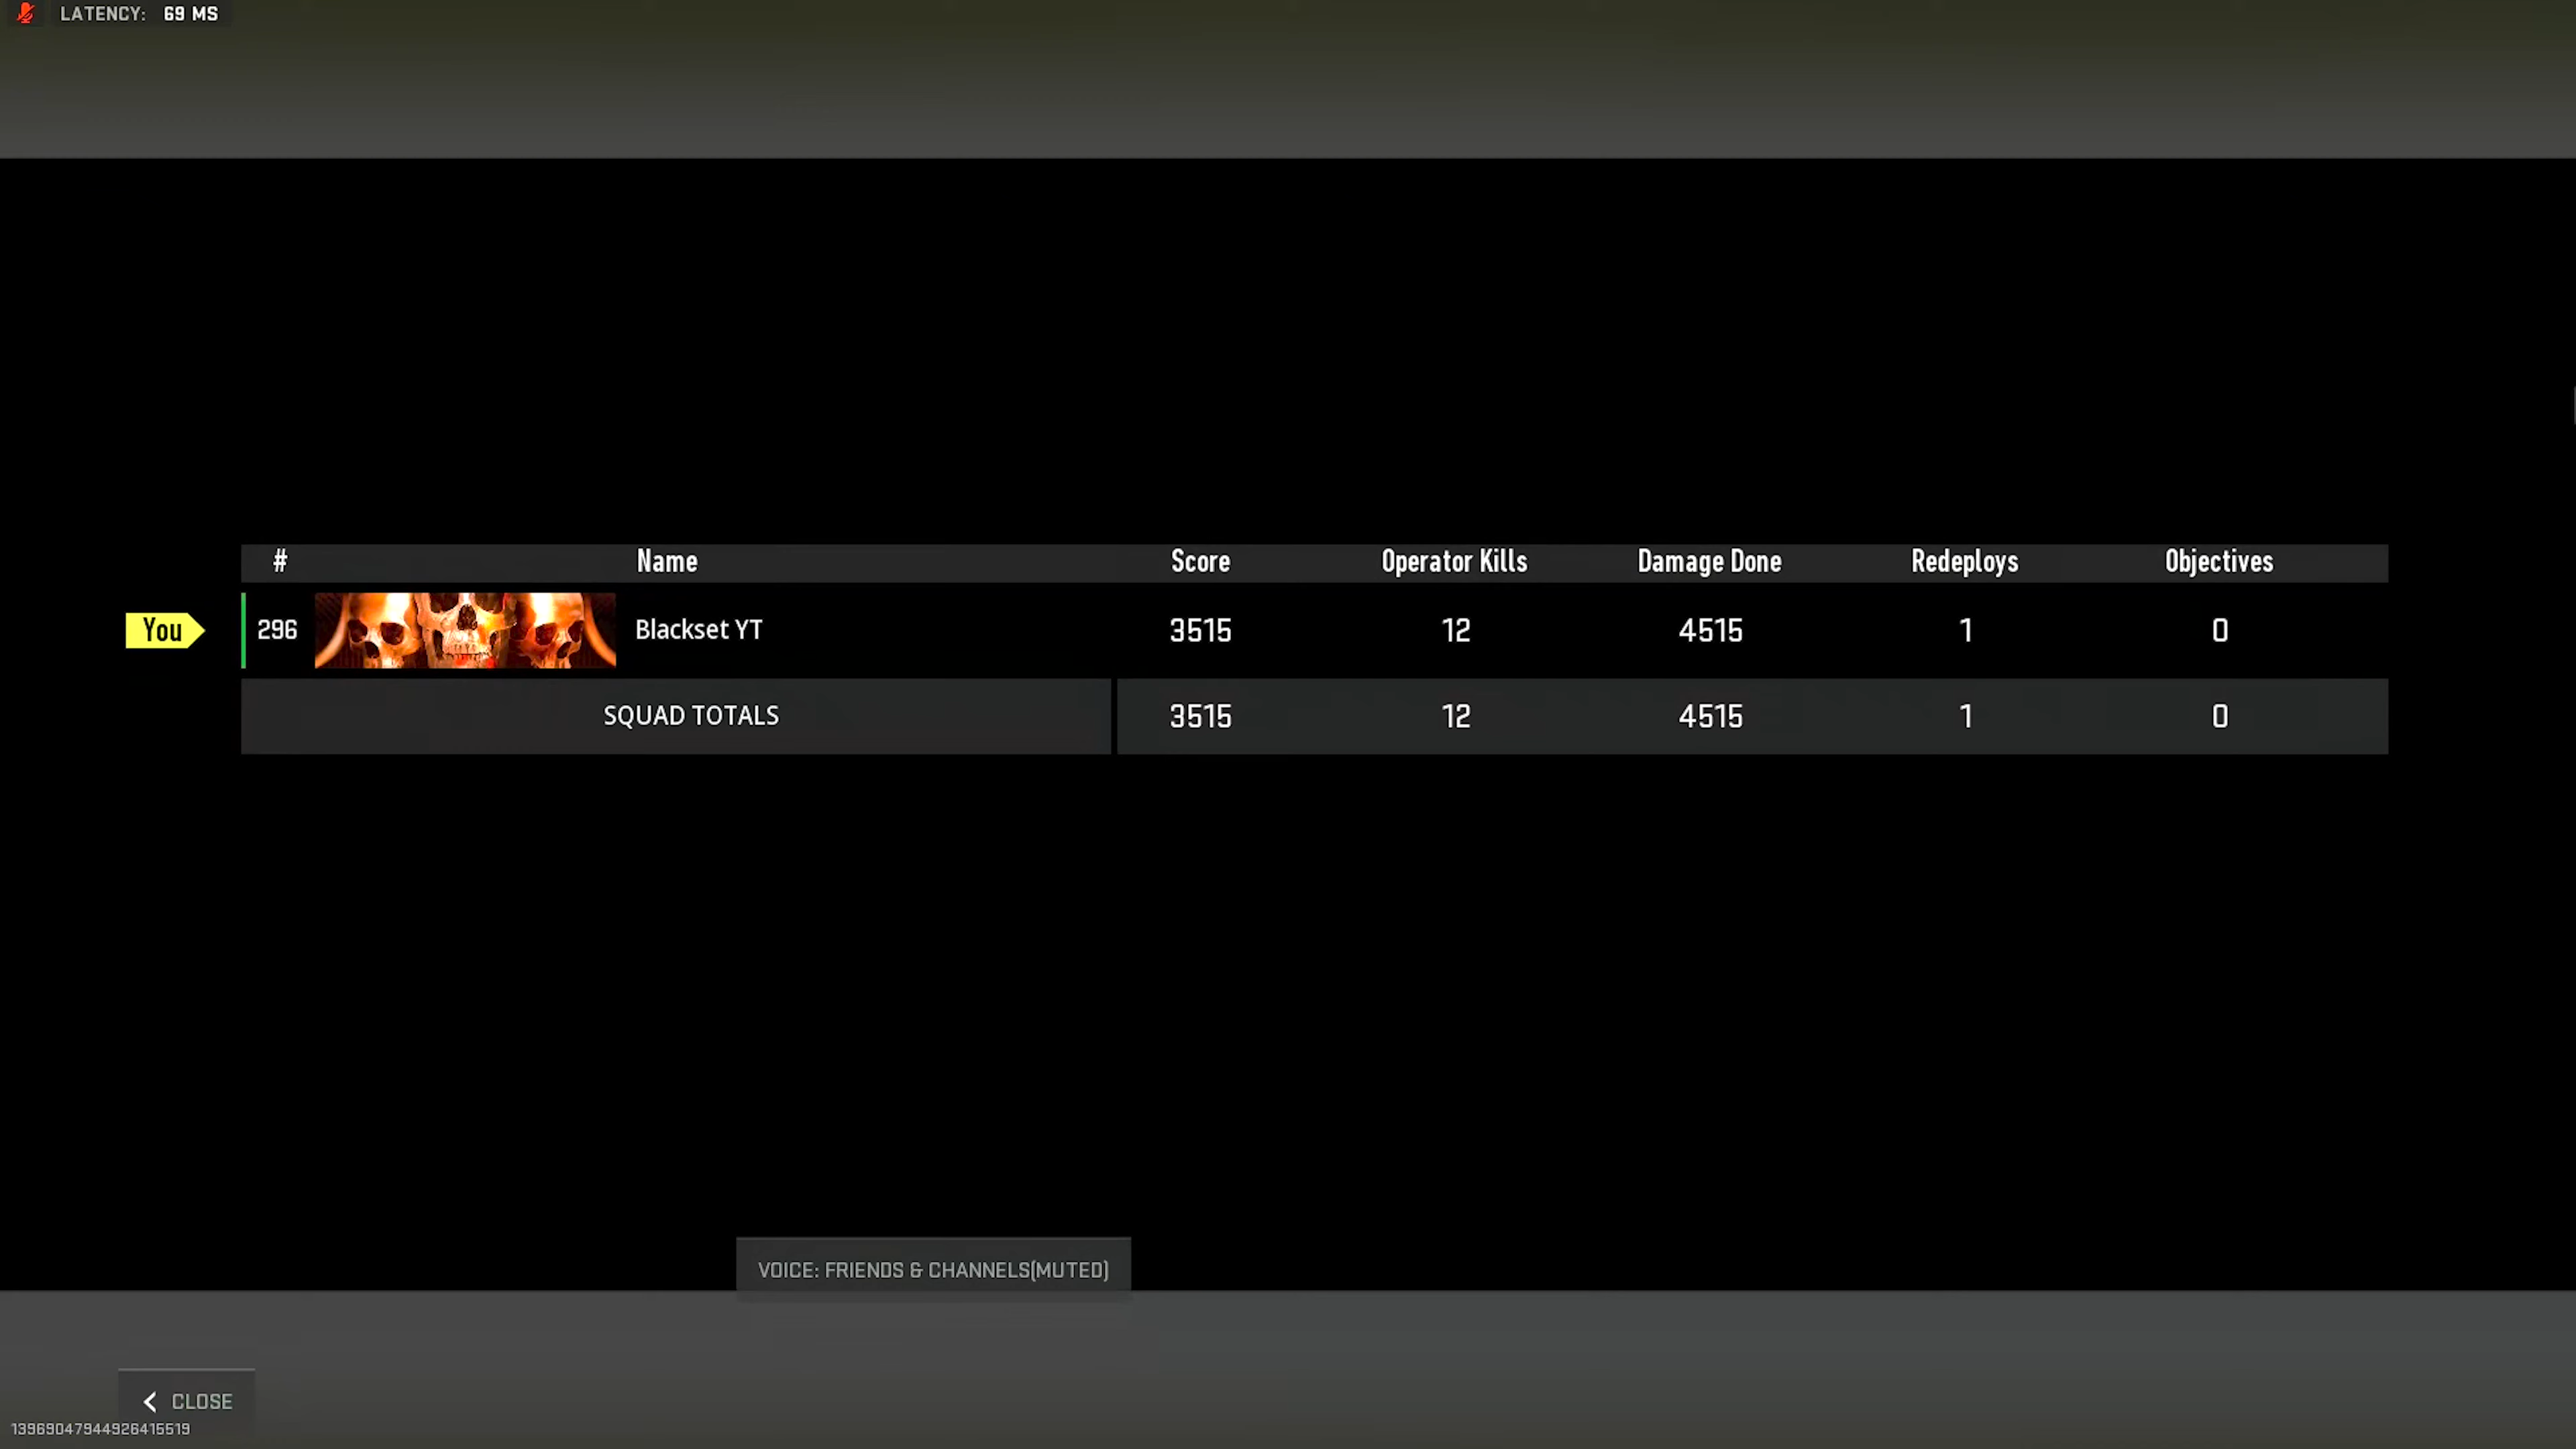 LATENCY: 69 MS
# Name Score Operator Kills Damage Done Redeploys Objectives
You 296 Blackset YT 3515 12 4515 1 0
SQUAD TOTALS 3515 12 4515 1 0
VOICE: FRIENDS & CHANNELS(MUTED)
CLOSE
13969047944926415519